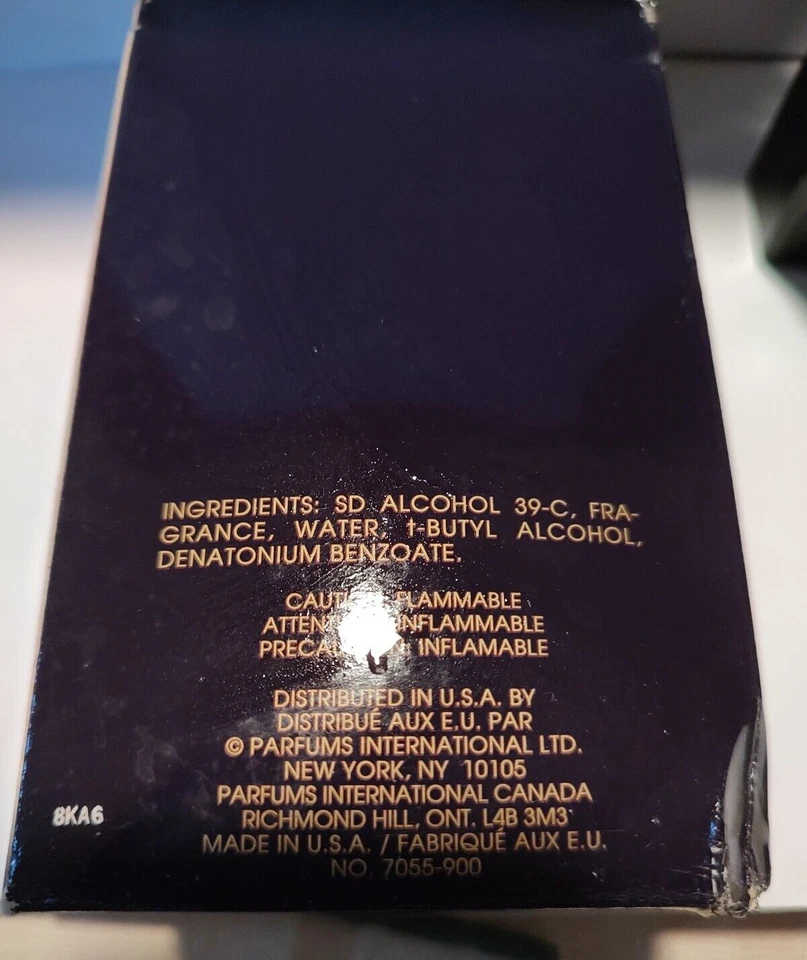 INGREDIENTS: SD ALCOHOL 39-C, FRA-
GRANCE, WATER, t-BUTYL ALCOHOL,
DENATONIUM BENZOATE.
FLAMMABLE
INFLAMMABLE
INFLAMABLE
DISTRIBUTED IN U.S.A. BY
DISTRIBUÉ AUX E.U. PAR
© PARFUMS INTERNATIONAL LTD.
NEW YORK, NY 10105
PARFUMS INTERNATIONAL CANADA
RICHMOND HILL, ONT. L4B 3M3
8KA6
MADE IN U.S.A. / FABRIQUÉ AUX E.U.
NO. 7055-900